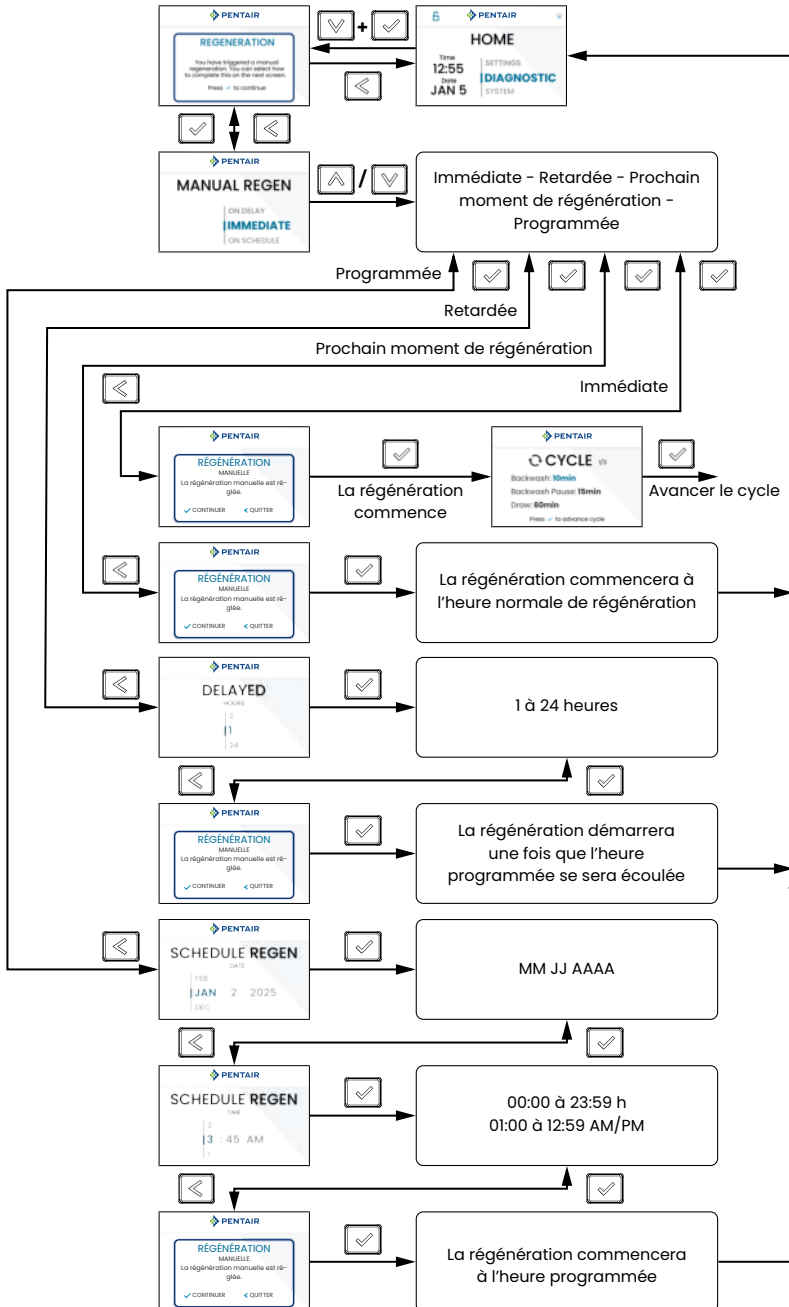 PENTAIR
REGENERATION
You have triggered a manual
regeneration. You can select how
to complete this on the next screen.
Press ✓ to continue
+
PENTAIR
HOME
Time
12:55
Date
JAN 5
SETTINGS
DIAGNOSTIC
SYSTEM
PENTAIR
MANUAL REGEN
ON DELAY
IMMEDIATE
ON SCHEDULE
/
Immédiate - Retardée - Prochain
moment de régénération -
Programmée
Programmée
Retardée
Prochain moment de régénération
Immédiate
PENTAIR
RÉGÉNÉRATION
MANUELLE
La régénération manuelle est ré-
glée.
✓ CONTINUER < QUITTER
La régénération
commence
PENTAIR
CYCLE
Backwash: 10min
Backwash Pause: 15min
Draw: 60min
Press ✓ to advance cycle
Avancer le cycle
PENTAIR
RÉGÉNÉRATION
MANUELLE
La régénération manuelle est ré-
glée.
✓ CONTINUER < QUITTER
La régénération commencera à
l'heure normale de régénération
PENTAIR
DELAYED
HOURS
2
1
24
1 à 24 heures
PENTAIR
RÉGÉNÉRATION
MANUELLE
La régénération manuelle est ré-
glée.
✓ CONTINUER < QUITTER
La régénération démarrera
une fois que l'heure
programmée se sera écoulée
PENTAIR
SCHEDULE REGEN
DATE
FEB
JAN 2 2025
DEC
MM JJ AAAA
PENTAIR
SCHEDULE REGEN
TIME
2
3 : 45 AM
1
00:00 à 23:59 h
01:00 à 12:59 AM/PM
PENTAIR
RÉGÉNÉRATION
MANUELLE
La régénération manuelle est ré-
glée.
✓ CONTINUER < QUITTER
La régénération commencera
à l'heure programmée